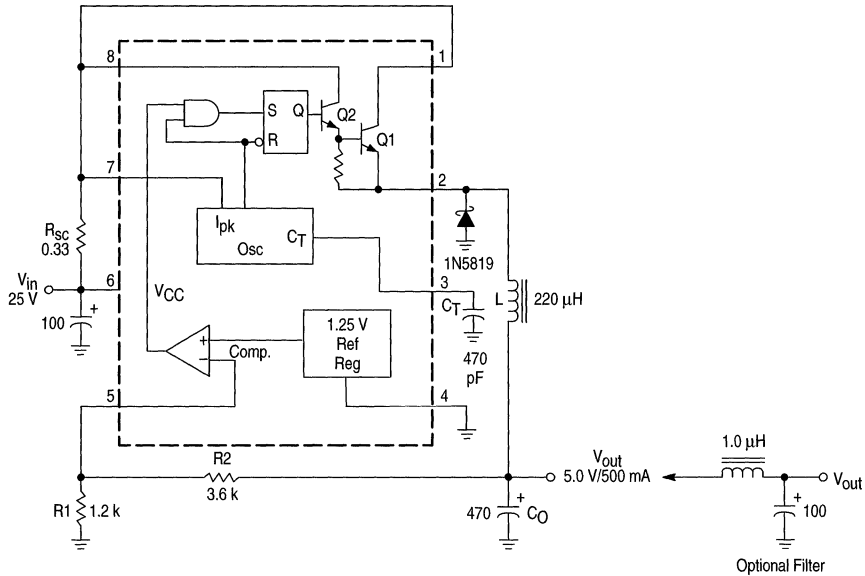 8
1
S Q
Q2
R
Q1
7
2
Ipk
CT
Osc
Rsc
0.33
1N5819
Vin
25 V
6
VCC
3
CT
L
220 µH
100
+
+
−
Comp.
1.25 V
Ref
Reg
470
pF
5
4
R2
3.6 k
Vout
5.0 V/500 mA
1.0 µH
Vout
R1
1.2 k
470
+
CO
+
100
Optional Filter